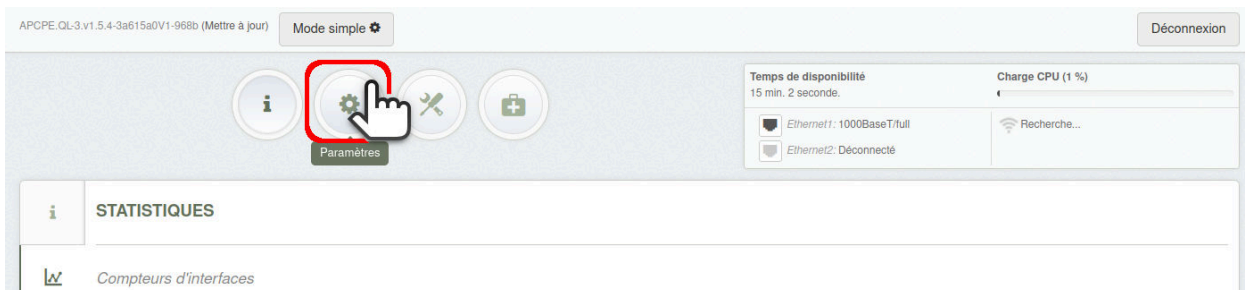 APCPE.QL-3.v1.5.4-3a615a0V1-968b (Mettre à jour)
Mode simple
Déconnexion
Paramètres
Temps de disponibilité
15 min. 2 seconde.
Charge CPU (1 %)
Ethernet1: 1000BaseT/full
Ethernet2: Déconnecté
Recherche...
STATISTIQUES
Compteurs d'interfaces